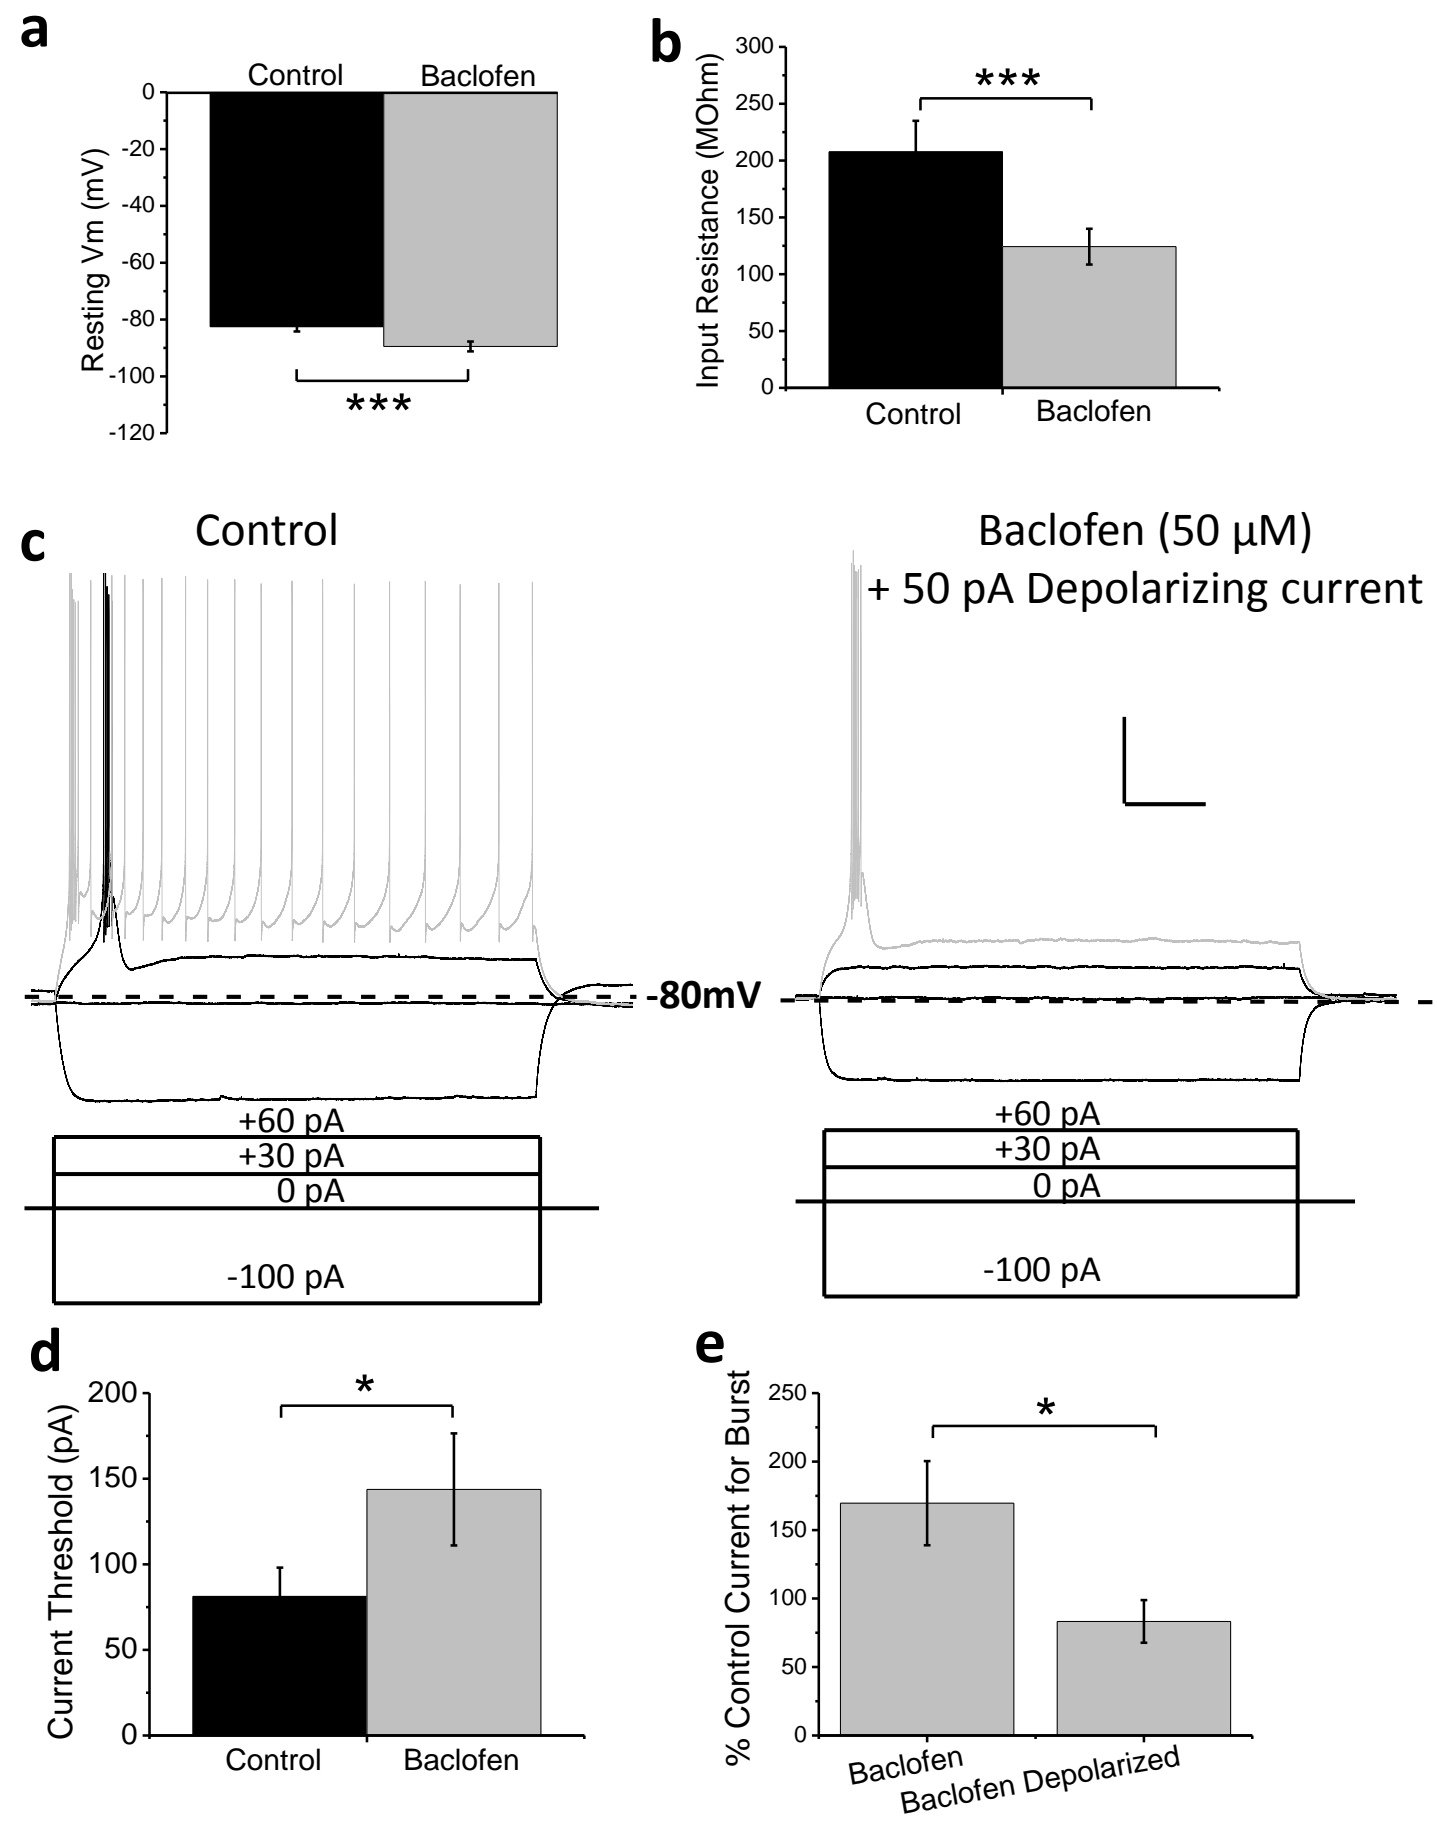 a
Control Baclofen
Resting Vm (mV)
0
-20
-40
-60
-80
-100
-120
***
b
Input Resistance (MOhm)
300
250
200
150
100
50
0
***
Control Baclofen
c
Control
Baclofen (50 µM)
+ 50 pA Depolarizing current
-80mV
+60 pA
+30 pA
0 pA
-100 pA
+60 pA
+30 pA
0 pA
-100 pA
d
Current Threshold (pA)
200
150
100
50
0
*
Control Baclofen
e
% Control Current for Burst
250
200
150
100
50
0
*
Baclofen
Baclofen Depolarized